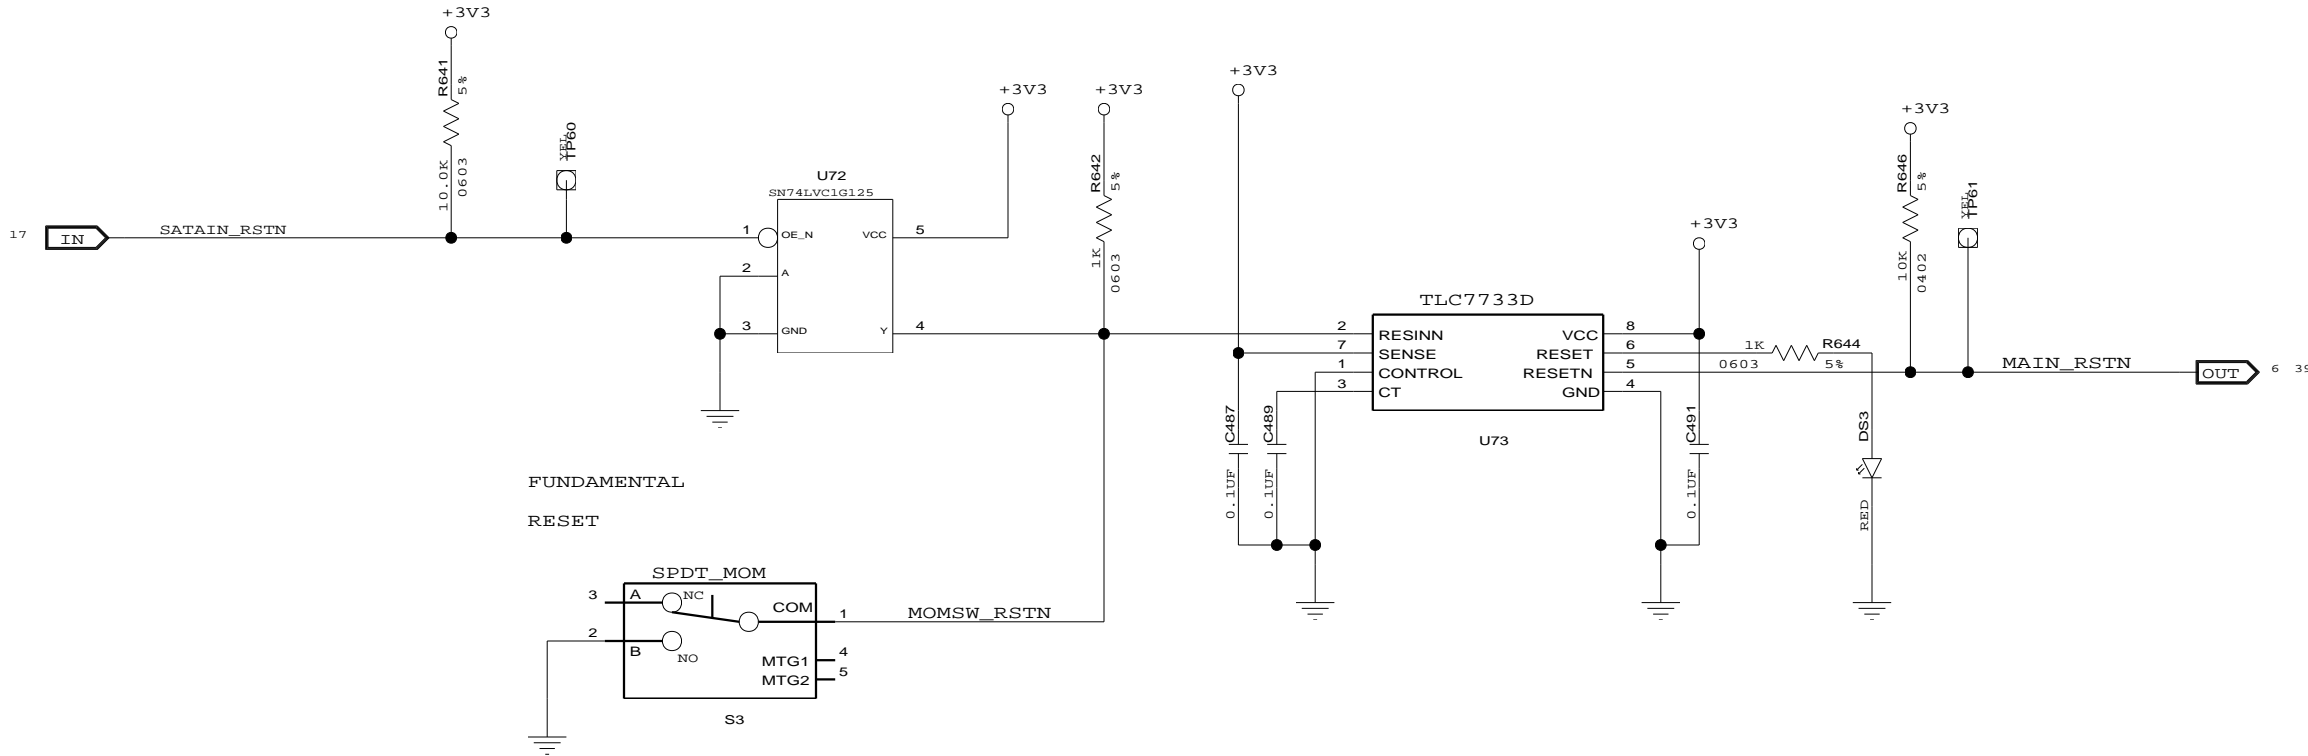 +3V3
R641
5%
10.0K
0603
YEL
TP60
17
IN
SATAIN_RSTN
U72
SN74LVC1G125
1
OE_N
VCC
5
2
A
3
GND
Y
4
+3V3
+3V3
R642
5%
1K
0603
+3V3
TLC7733D
2
RESINN
VCC
8
7
SENSE
RESET
6
1
CONTROL
RESETN
5
3
CT
GND
4
U73
C487
0.1UF
C489
0.1UF
+3V3
C491
0.1UF
1K
R644
0603
5%
DS3
RED
+3V3
R646
5%
10K
0402
YEL
TP61
MAIN_RSTN
OUT
6 39
FUNDAMENTAL
RESET
SPDT_MOM
3
A
NC
COM
1
MOMSW_RSTN
2
B
NO
MTG1
4
MTG2
5
S3